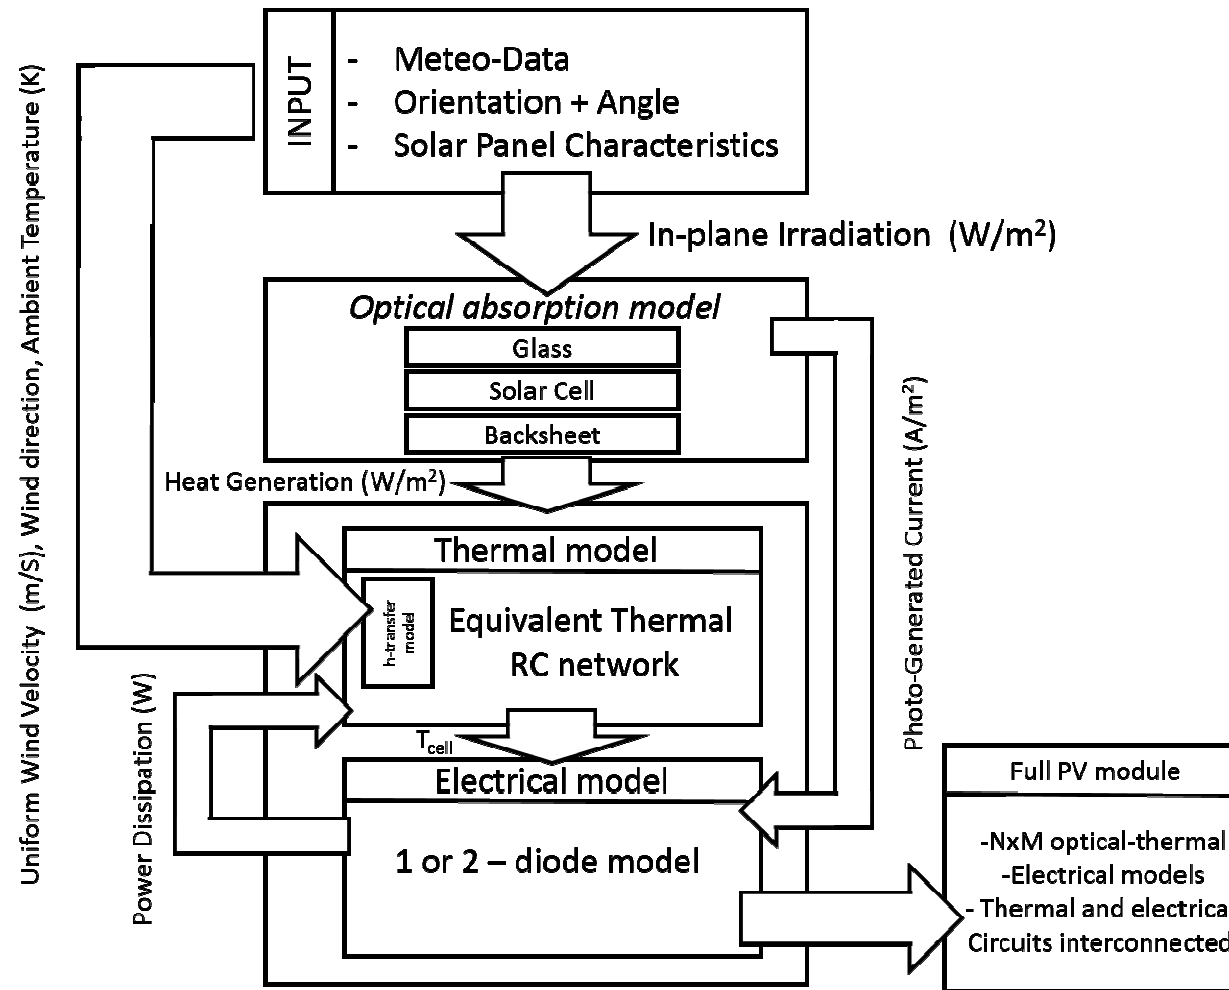 INPUT
- Meteo-Data
- Orientation + Angle
- Solar Panel Characteristics
Uniform Wind Velocity (m/S), Wind direction, Ambient Temperature (K)
In-plane Irradiation (W/m²)
Optical absorption model
Glass
Solar Cell
Backsheet
Heat Generation (W/m²)
Photo-Generated Current (A/m²)
Thermal model
h-transfer
model
Equivalent Thermal
RC network
Power Dissipation (W)
Tcell
Electrical model
1 or 2 – diode model
Full PV module
-NxM optical-thermal
-Electrical models
- Thermal and electrica
Circuits interconnected